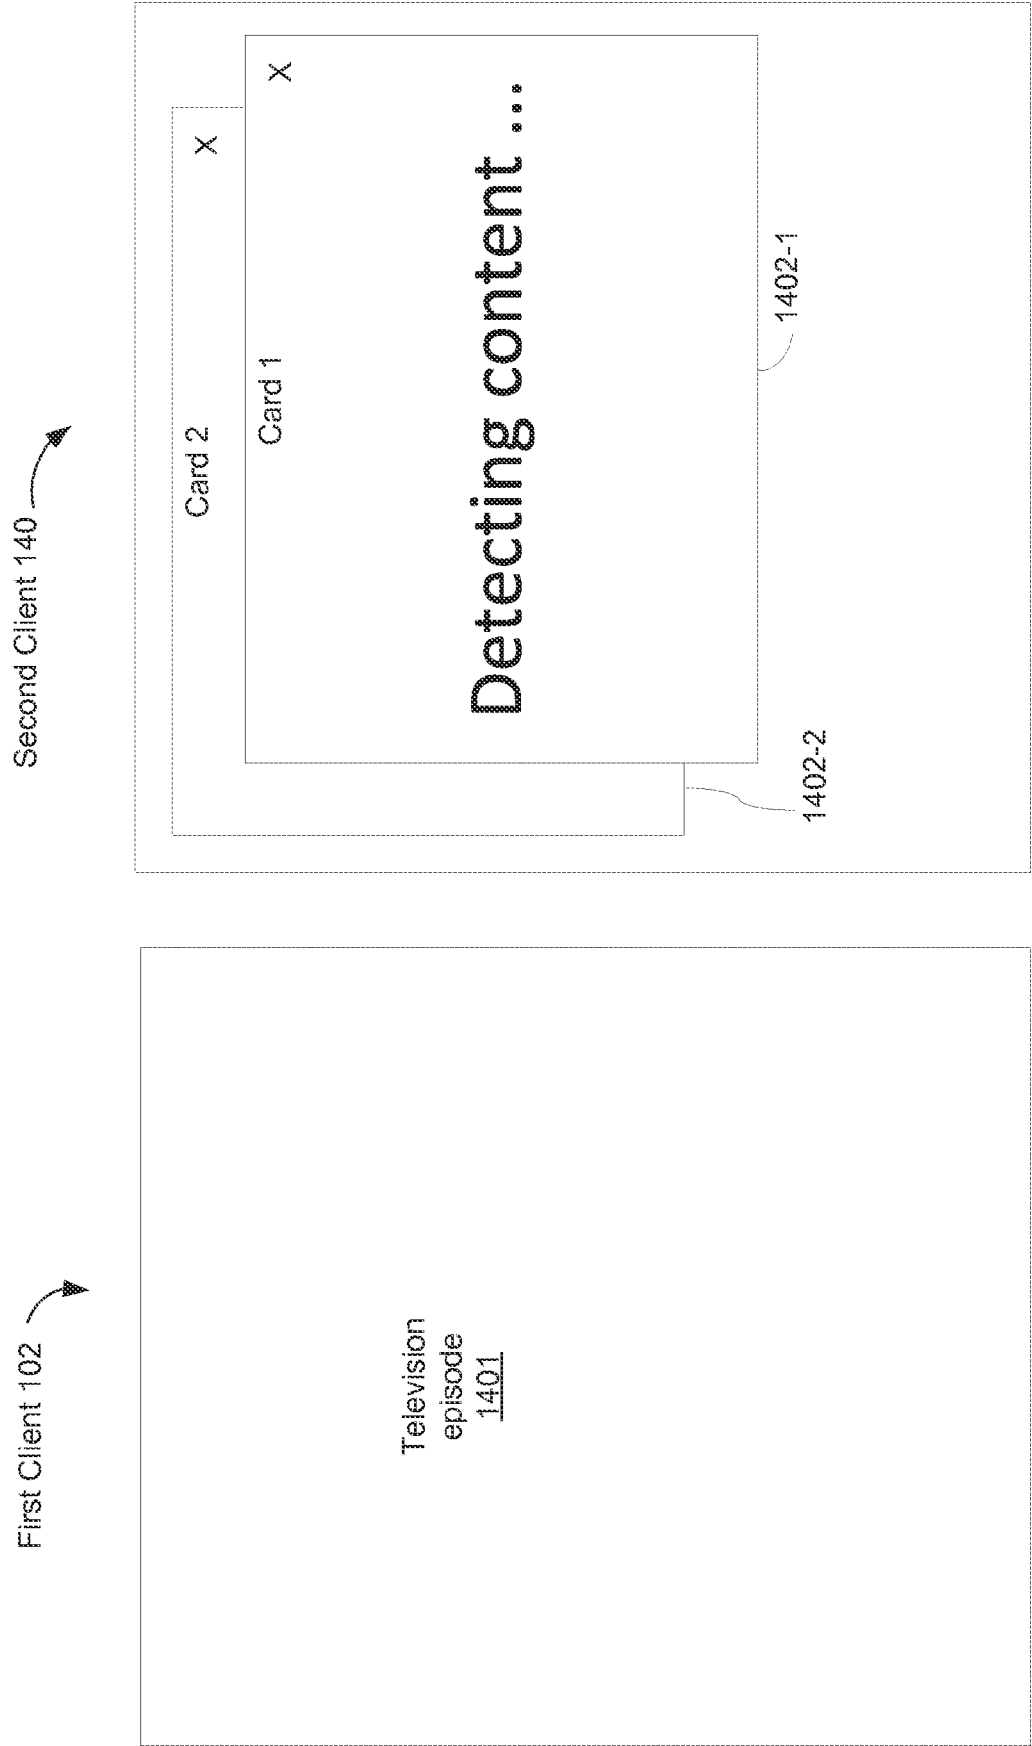 First Client 102
Television
episode
1401
Second Client 140
Card 2
X
Card 1
X
Detecting content ...
1402-1
1402-2